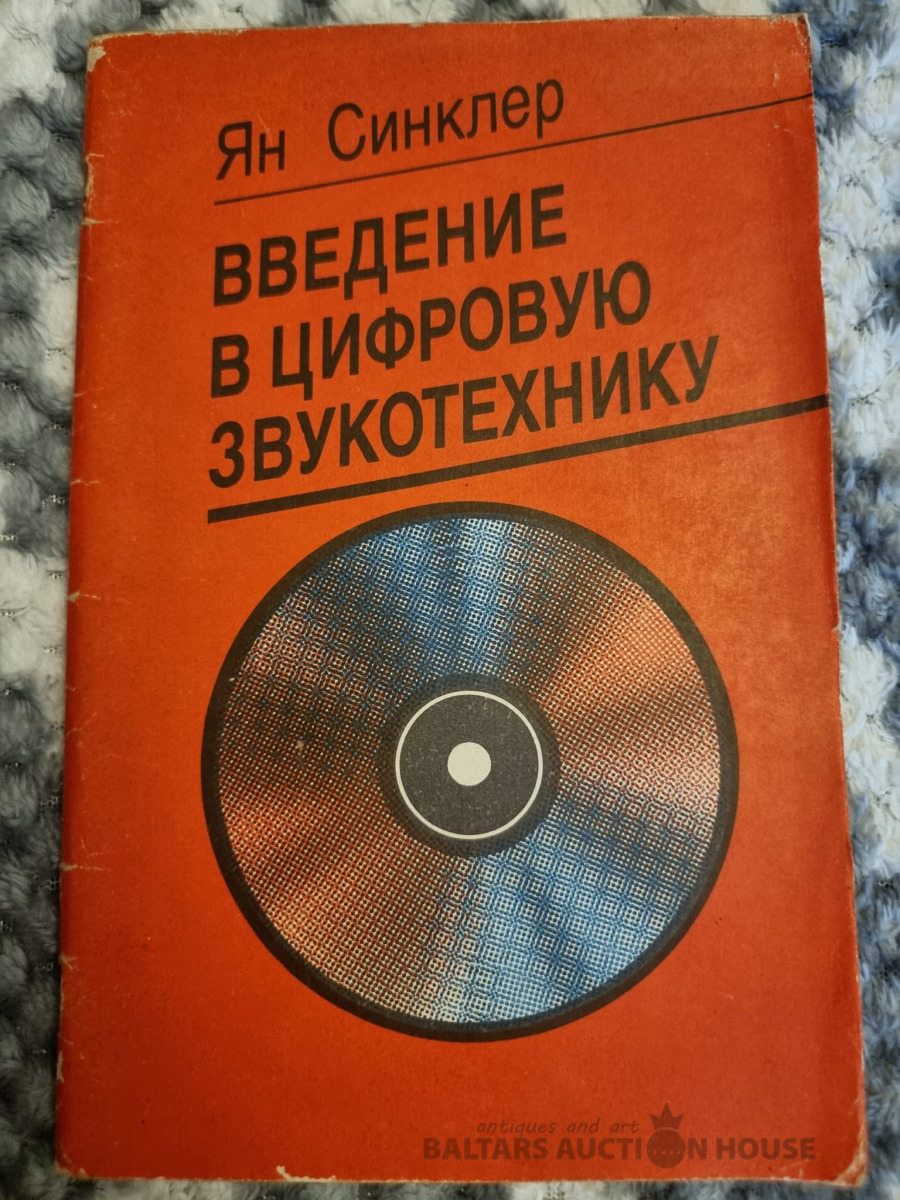 Ян Синклер
ВВЕДЕНИЕ
В ЦИФРОВУЮ
ЗВУКОТЕХНИКУ
antiques and art
BALTARS AUCTION HOUSE